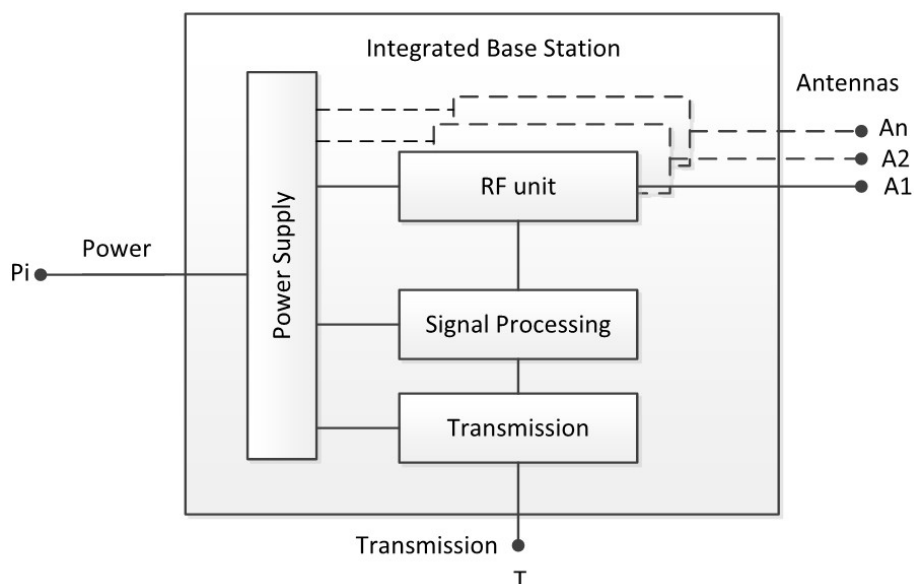 Integrated Base Station
Antennas
An
A2
A1
RF unit
Power
Pi
Power Supply
Signal Processing
Transmission
Transmission
T